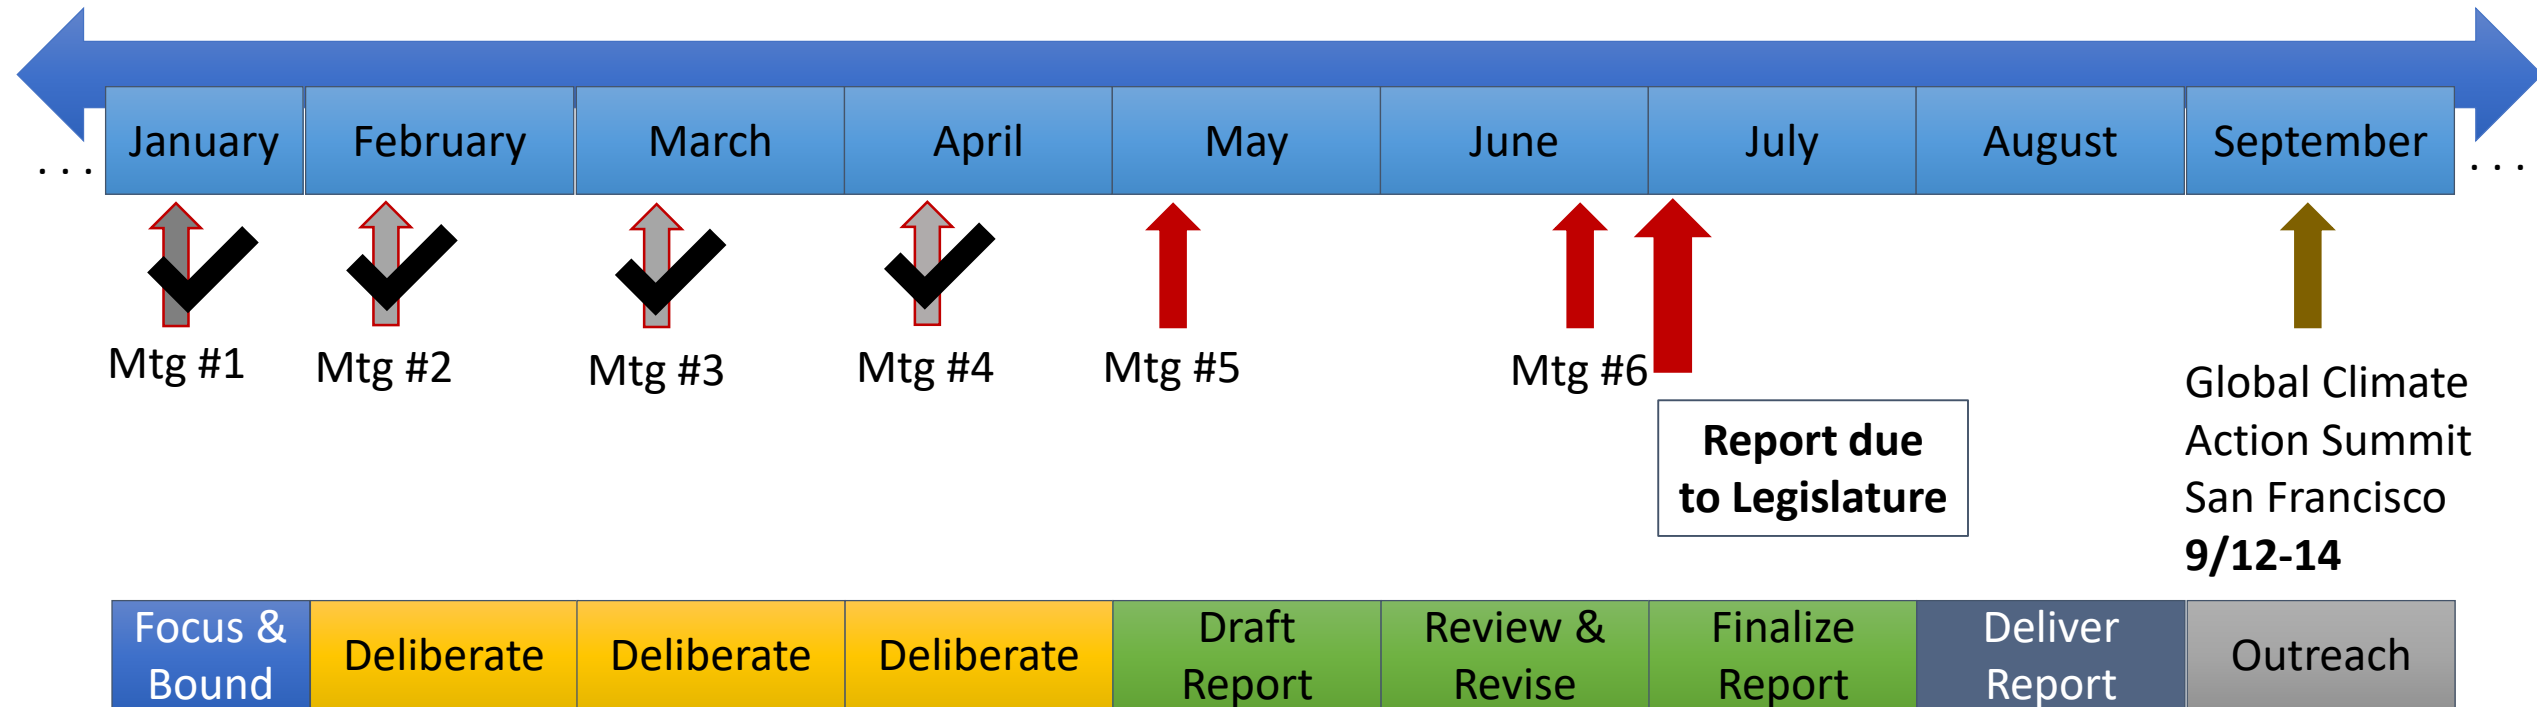 January February March April May June July August September
. . . . . .
Mtg #1 Mtg #2 Mtg #3 Mtg #4 Mtg #5 Mtg #6
Report due
to Legislature
Global Climate
Action Summit
San Francisco
9/12-14
Focus &
Bound
Deliberate
Deliberate
Deliberate
Draft
Report
Review &
Revise
Finalize
Report
Deliver
Report
Outreach